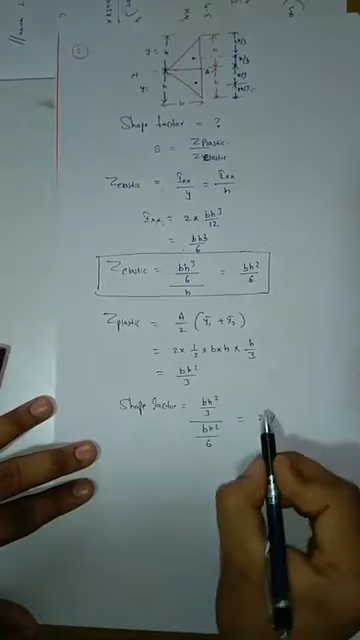 Shape factor = ?
= Zplastic / Zelastic
Zelastic = Ixx / y = Ixx / h
Ixx = 2 x bh³ / 12
= bh3 / 6
Zelastic = bh³/6 / h = bh² / 6
Zplastic = A/2 (ȳ1 + ȳ2)
= 2 x 1/2 x b x h x h/3
= bh² / 3
Shape factor = bh²/3 / bh²/6 =